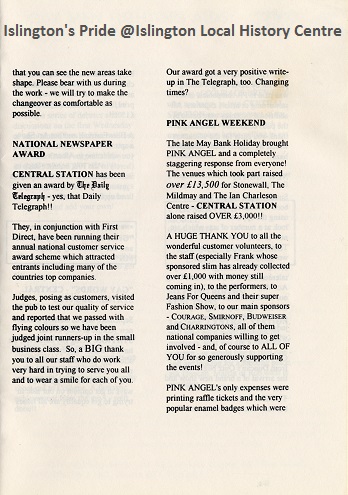 Islington's Pride @Islington Local History Centre
that you can see the new areas take
shape. Please bear with us during
the work - we will try to make the
changeover as comfortable as
possible.
NATIONAL NEWSPAPER
AWARD
CENTRAL STATION has been
given an award by The Daily
Telegraph - yes, that Daily
Telegraph!!
They, in conjunction with First
Direct, have been running their
annual national customer service
award scheme which attracted
entrants including many of the
countries top companies.
Judges, posing as customers, visited
the pub to test our quality of service
and reported that we passed with
flying colours so we have been
judged joint runners-up in the small
business class. So, a BIG thank
you to all our staff who do work
very hard in trying to serve you all
and to wear a smile for each of you.
Our award got a very positive write-
up in The Telegraph, too. Changing
times?
PINK ANGEL WEEKEND
The late May Bank Holiday brought
PINK ANGEL and a completely
staggering response from everyone!
The venues which took part raised
over £13,500 for Stonewall, The
Mildmay and The Ian Charleson
Centre - CENTRAL STATION
alone raised OVER £3,000!!
A HUGE THANK YOU to all the
wonderful customer volunteers, to
the staff (especially Frank whose
sponsored slim has already collected
over £1,000 with money still
coming in), to the performers, to
Jeans For Queens and their super
Fashion Show, to our main sponsors
- COURAGE, SMIRNOFF, BUDWEISER
and CHARRINGTONS, all of them
national companies willing to get
involved - and, of course to ALL OF
YOU for so generously supporting
the events!
PINK ANGEL's only expenses were
printing raffle tickets and the very
popular enamel badges which were